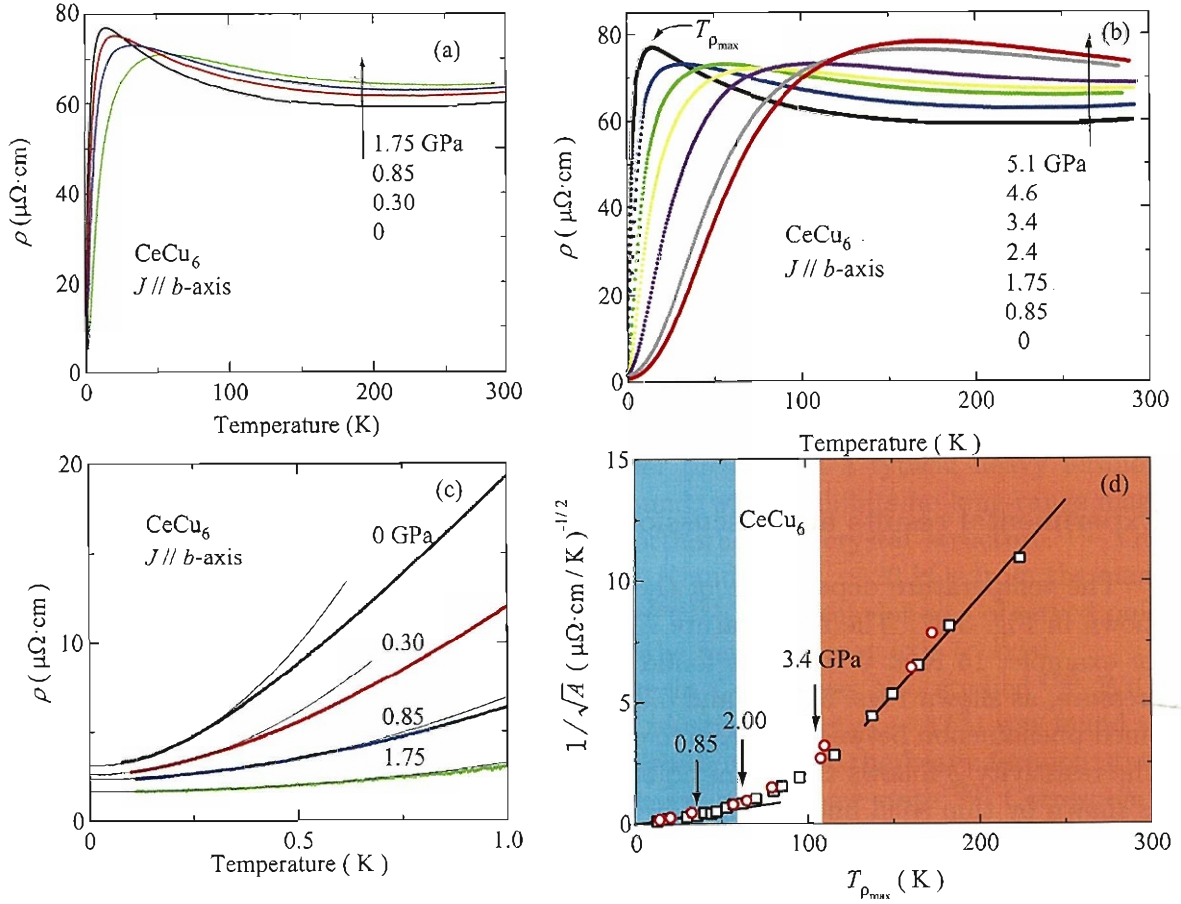 (a)
80
60
40
20
0
ρ ( μΩ·cm)
1.75 GPa
0.85
0.30
0
CeCu6
J // b-axis
0
100
200
300
Temperature (K)
(b)
Tρmax
80
60
40
20
0
ρ ( μΩ·cm)
5.1 GPa
4.6
3.4
2.4
1.75
0.85
0
CeCu6
J // b-axis
0
100
200
300
Temperature ( K )
(c)
20
10
0
ρ ( μΩ·cm)
CeCu6
J // b-axis
0 GPa
0.30
0.85
1.75
0
0.5
1.0
Temperature ( K )
(d)
15
10
5
0
1 / √A ( μΩ·cm / K )-1/2
CeCu6
3.4 GPa
2.00
0.85
0
100
200
300
Tρmax ( K )